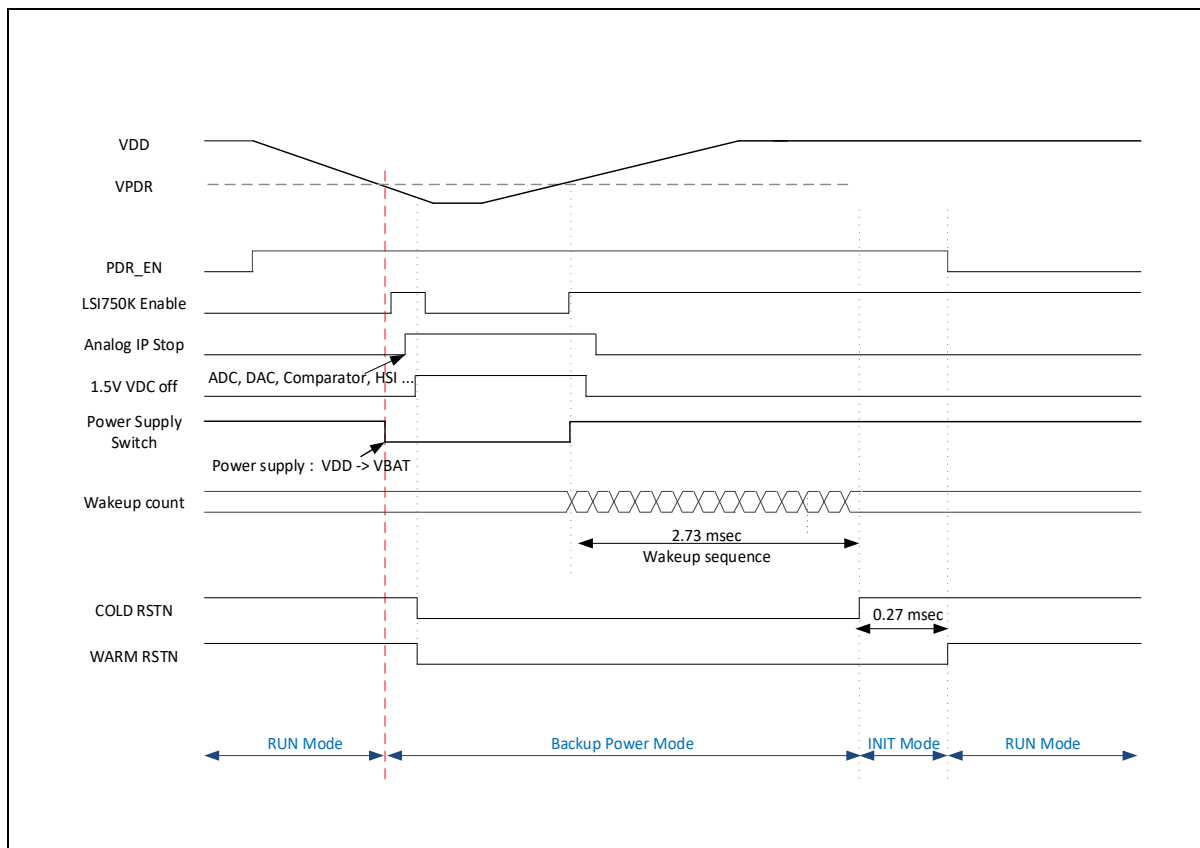 VDD
VPDR
PDR_EN
LSI750K Enable
Analog IP Stop
ADC, DAC, Comparator, HSI ...
1.5V VDC off
Power Supply
Switch
Power supply : VDD -> VBAT
Wakeup count
2.73 msec
Wakeup sequence
COLD RSTN
0.27 msec
WARM RSTN
RUN Mode
Backup Power Mode
INIT Mode
RUN Mode